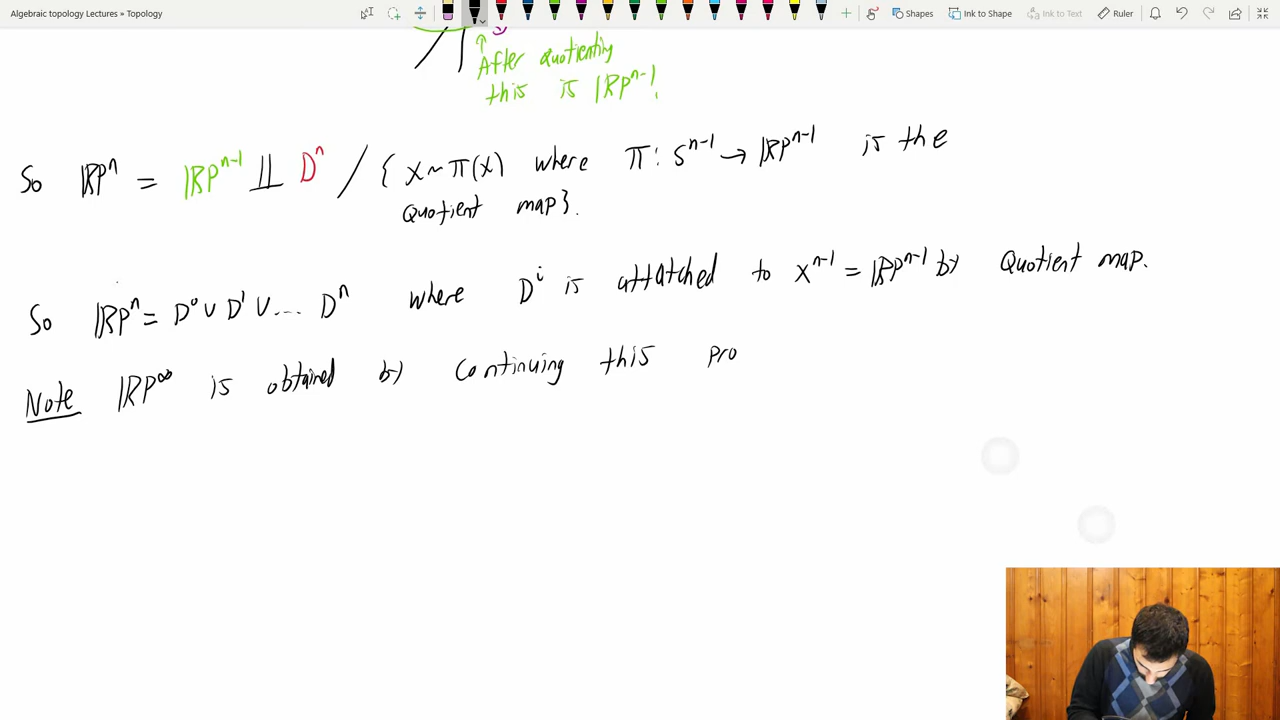 Algebraic topology Lectures » Topology
Shapes Ink to Shape Ink to Text Ruler
After Quotienting
this is RP^{n-1}!
So RP^n = RP^{n-1} ⨿ D^n / { x ~ π(x) where π: S^{n-1} → RP^{n-1} is the
Quotient map}.
So RP^n = D^0 ∪ D^1 ∪ .... D^n where D^i is attatched to X^{n-1} = RP^{n-1} by Quotient map.
Note RP^∞ is obtained by Continuing this pro